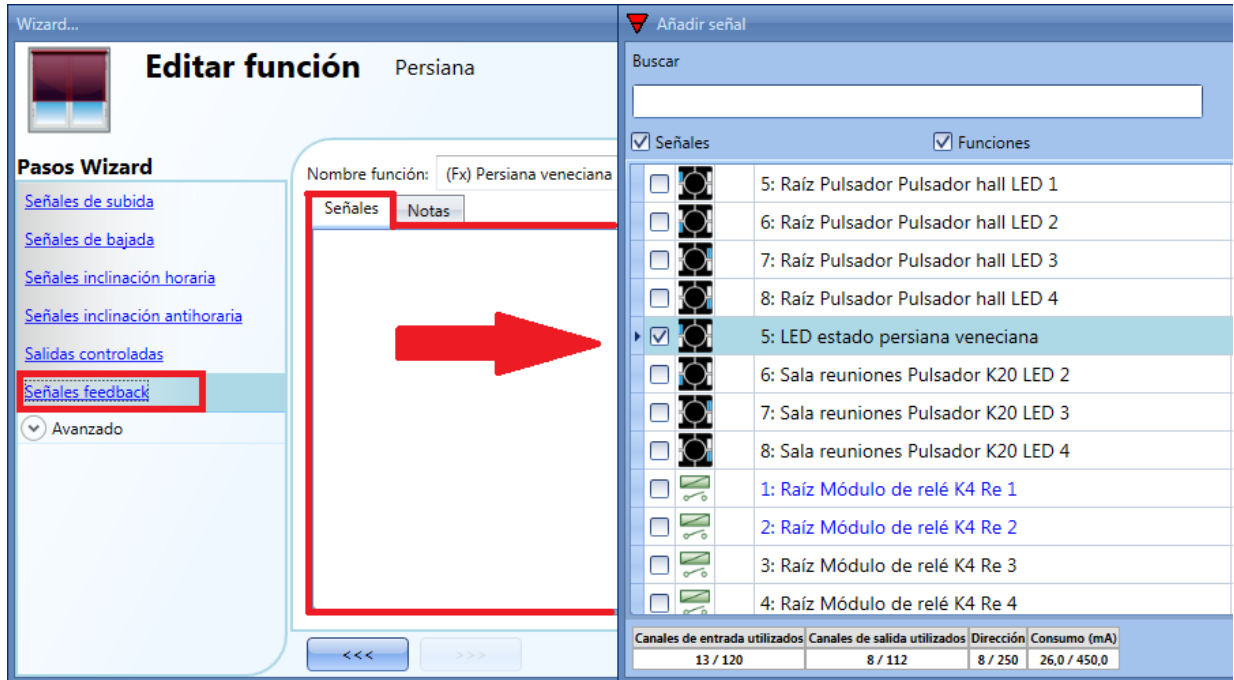 Wizard...
Editar función Persiana
Pasos Wizard
Señales de subida
Señales de bajada
Señales inclinación horaria
Señales inclinación antihoraria
Salidas controladas
Señales feedback
Avanzado
Nombre función: (Fx) Persiana veneciana
Señales Notas
<<< >>>
Añadir señal
Buscar
Señales Funciones
5: Raíz Pulsador Pulsador hall LED 1
6: Raíz Pulsador Pulsador hall LED 2
7: Raíz Pulsador Pulsador hall LED 3
8: Raíz Pulsador Pulsador hall LED 4
5: LED estado persiana veneciana
6: Sala reuniones Pulsador K20 LED 2
7: Sala reuniones Pulsador K20 LED 3
8: Sala reuniones Pulsador K20 LED 4
1: Raíz Módulo de relé K4 Re 1
2: Raíz Módulo de relé K4 Re 2
3: Raíz Módulo de relé K4 Re 3
4: Raíz Módulo de relé K4 Re 4
Canales de entrada utilizados Canales de salida utilizados Dirección Consumo (mA)
13 / 120 8 / 112 8 / 250 26,0 / 450,0